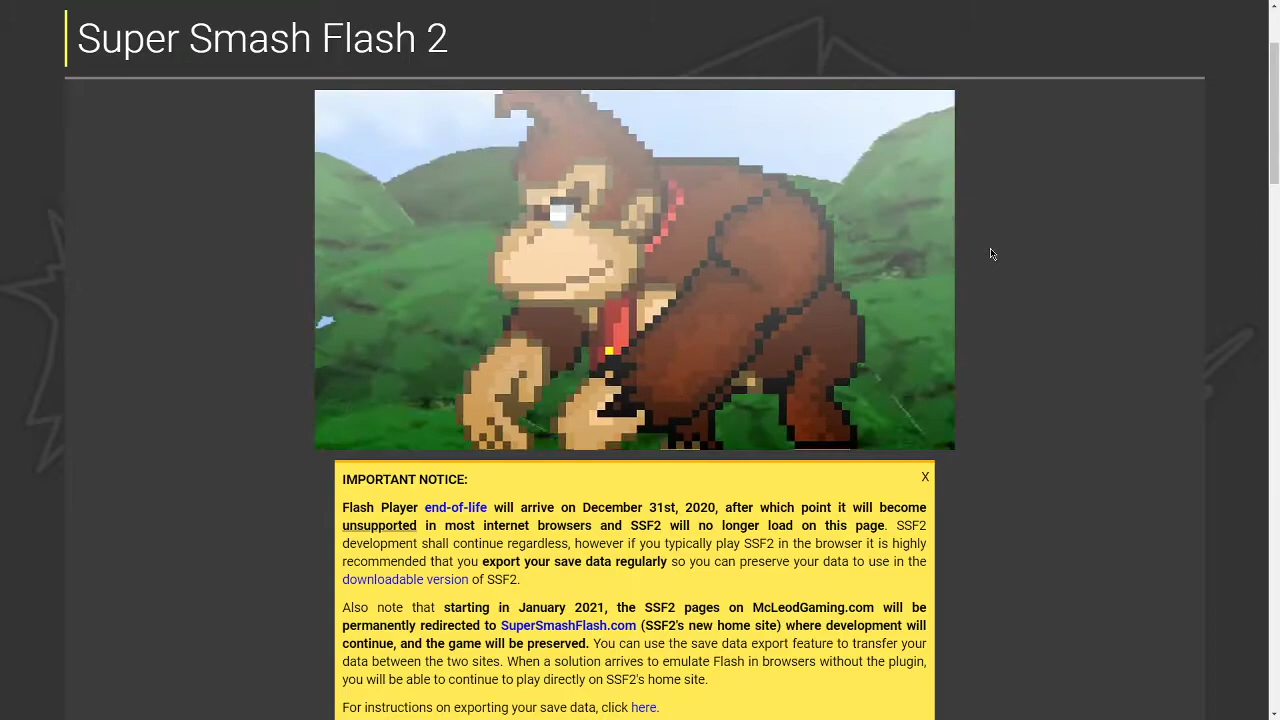 Super Smash Flash 2
IMPORTANT NOTICE:
X
Flash Player end-of-life will arrive on December 31st, 2020, after which point it will become
unsupported in most internet browsers and SSF2 will no longer load on this page. SSF2
development shall continue regardless, however if you typically play SSF2 in the browser it is highly
recommended that you export your save data regularly so you can preserve your data to use in the
downloadable version of SSF2.
Also note that starting in January 2021, the SSF2 pages on McLeodGaming.com will be
permanently redirected to SuperSmashFlash.com (SSF2's new home site) where development will
continue, and the game will be preserved. You can use the save data export feature to transfer your
data between the two sites. When a solution arrives to emulate Flash in browsers without the plugin,
you will be able to continue to play directly on SSF2's home site.
For instructions on exporting your save data, click here.